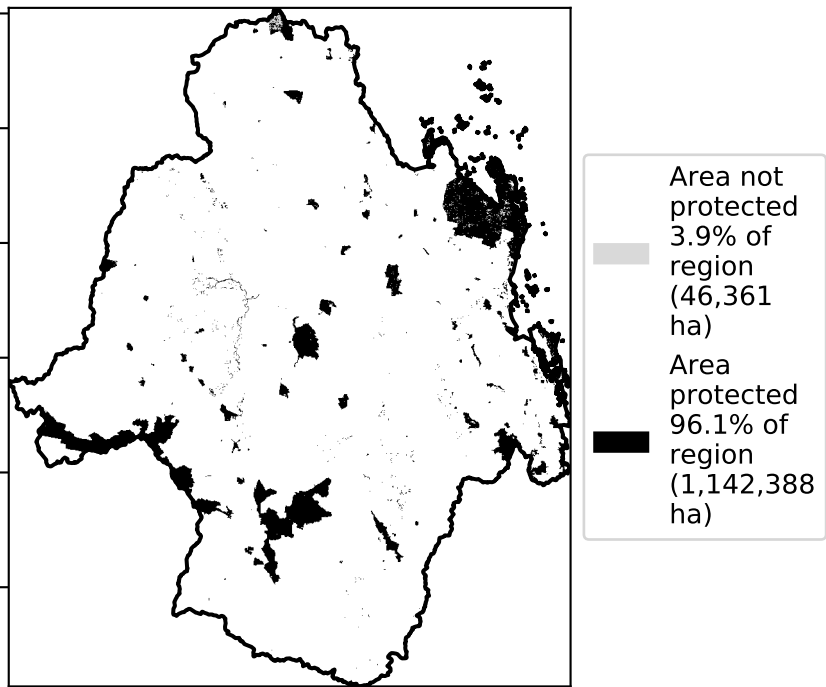 Area not
protected
3.9% of
region
(46,361
ha)
Area
protected
96.1% of
region
(1,142,388
ha)